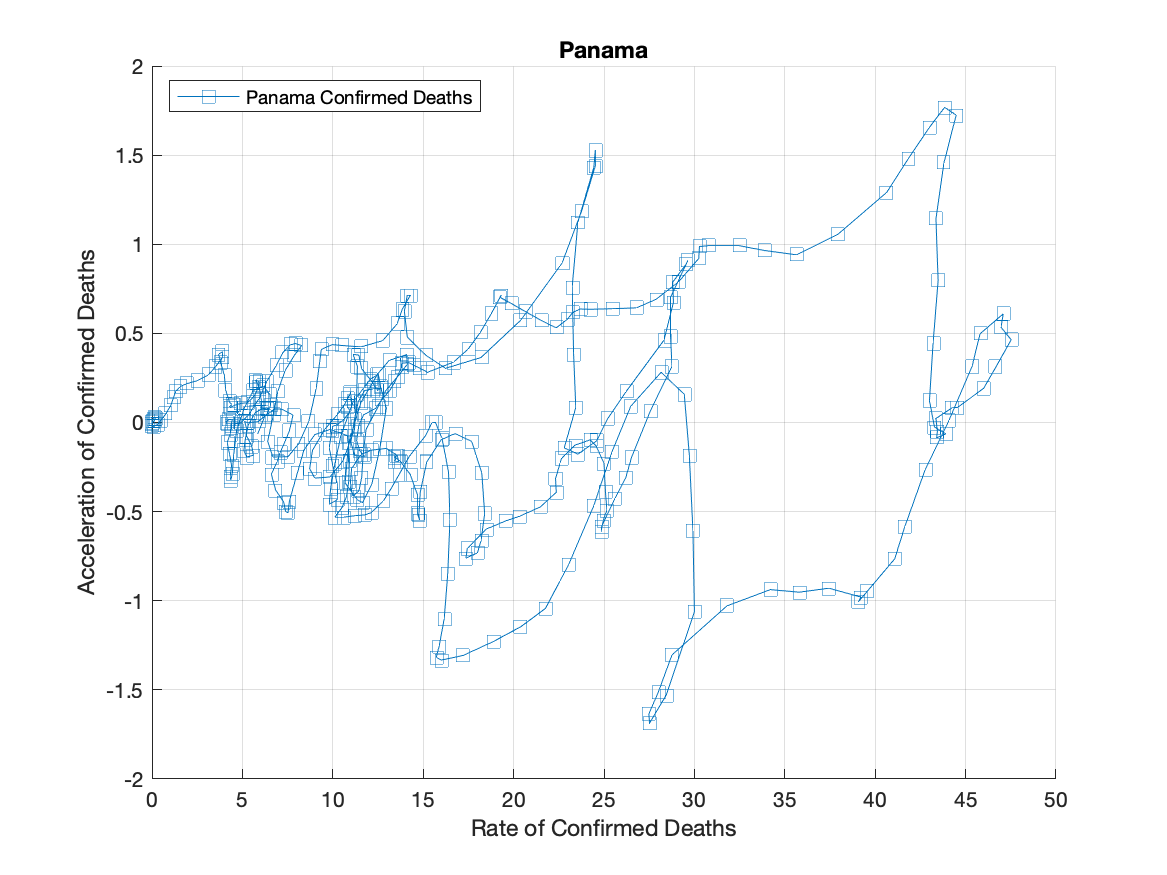 Panama
Panama Confirmed Deaths
2
1.5
1
0.5
0
-0.5
-1
-1.5
-2
Acceleration of Confirmed Deaths
0 5 10 15 20 25 30 35 40 45 50
Rate of Confirmed Deaths